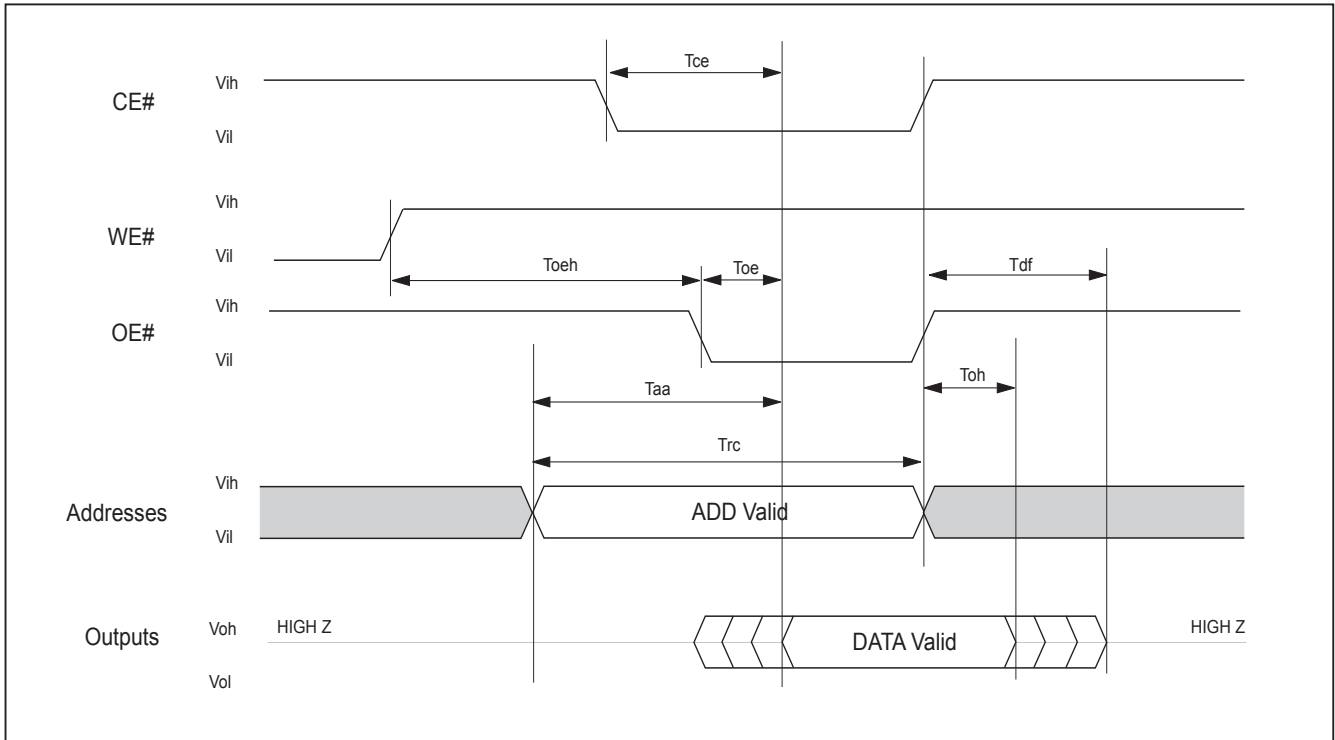 Tce
Vih
CE#
Vil
Vih
WE#
Vil
Toeh
Toe
Tdf
Vih
OE#
Vil
Toh
Taa
Trc
Vih
Addresses
ADD Valid
Vil
Outputs
Voh
HIGH Z
DATA Valid
HIGH Z
Vol